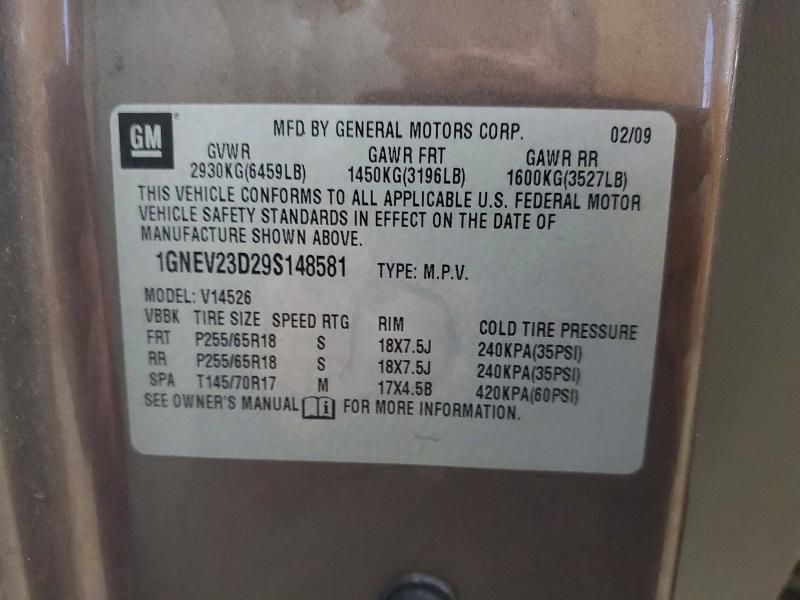 GM
®
MFD BY GENERAL MOTORS CORP. 02/09
GVWR GAWR FRT GAWR RR
2930KG(6459LB) 1450KG(3196LB) 1600KG(3527LB)
THIS VEHICLE CONFORMS TO ALL APPLICABLE U.S. FEDERAL MOTOR
VEHICLE SAFETY STANDARDS IN EFFECT ON THE DATE OF
MANUFACTURE SHOWN ABOVE.
1GNEV23D29S148581 TYPE: M.P.V.
MODEL: V14526
VBBK TIRE SIZE SPEED RTG RIM COLD TIRE PRESSURE
FRT P255/65R18 S 18X7.5J 240KPA(35PSI)
RR P255/65R18 S 18X7.5J 240KPA(35PSI)
SPA T145/70R17 M 17X4.5B 420KPA(60PSI)
SEE OWNER'S MANUAL i FOR MORE INFORMATION.